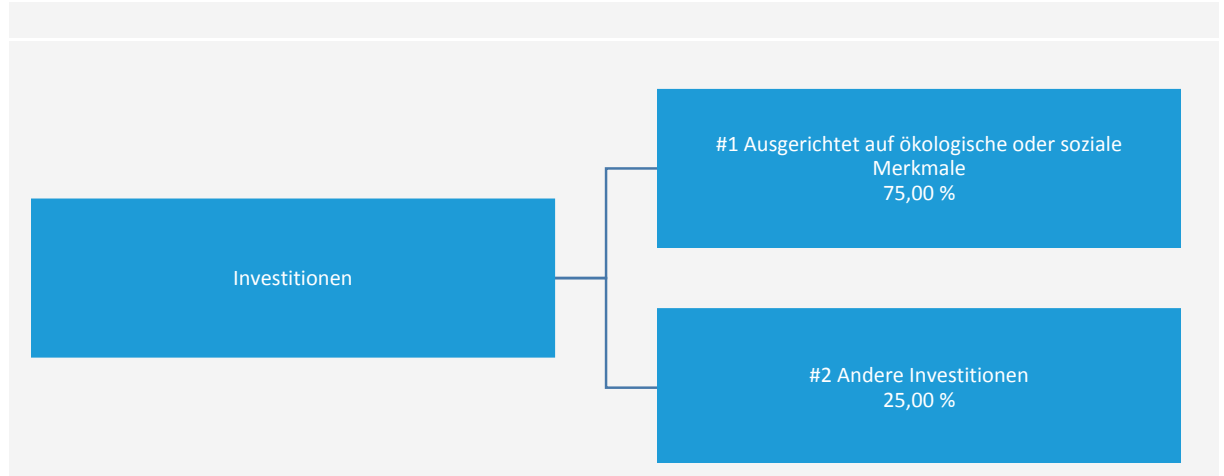 #1 Ausgerichtet auf ökologische oder soziale
Merkmale
75,00 %
Investitionen
#2 Andere Investitionen
25,00 %